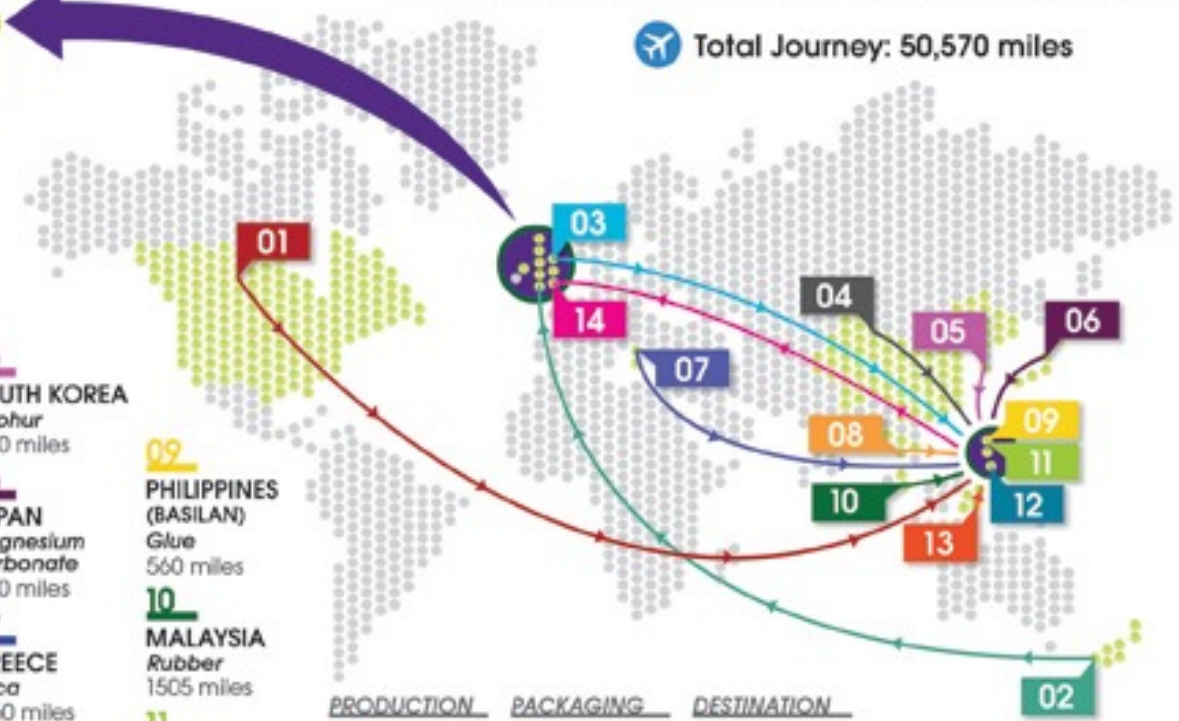 Total Journey: 50,570 miles
01
03
14
04
05
06
07
08
09
10
11
12
13
02
UTH KOREA
0 miles
PAN
0 miles
EECE
0 miles
09
PHILIPPINES
(BASILAN)
Glue
560 miles
10
MALAYSIA
Rubber
1505 miles
11
PRODUCTION
PACKAGING
DESTINATION